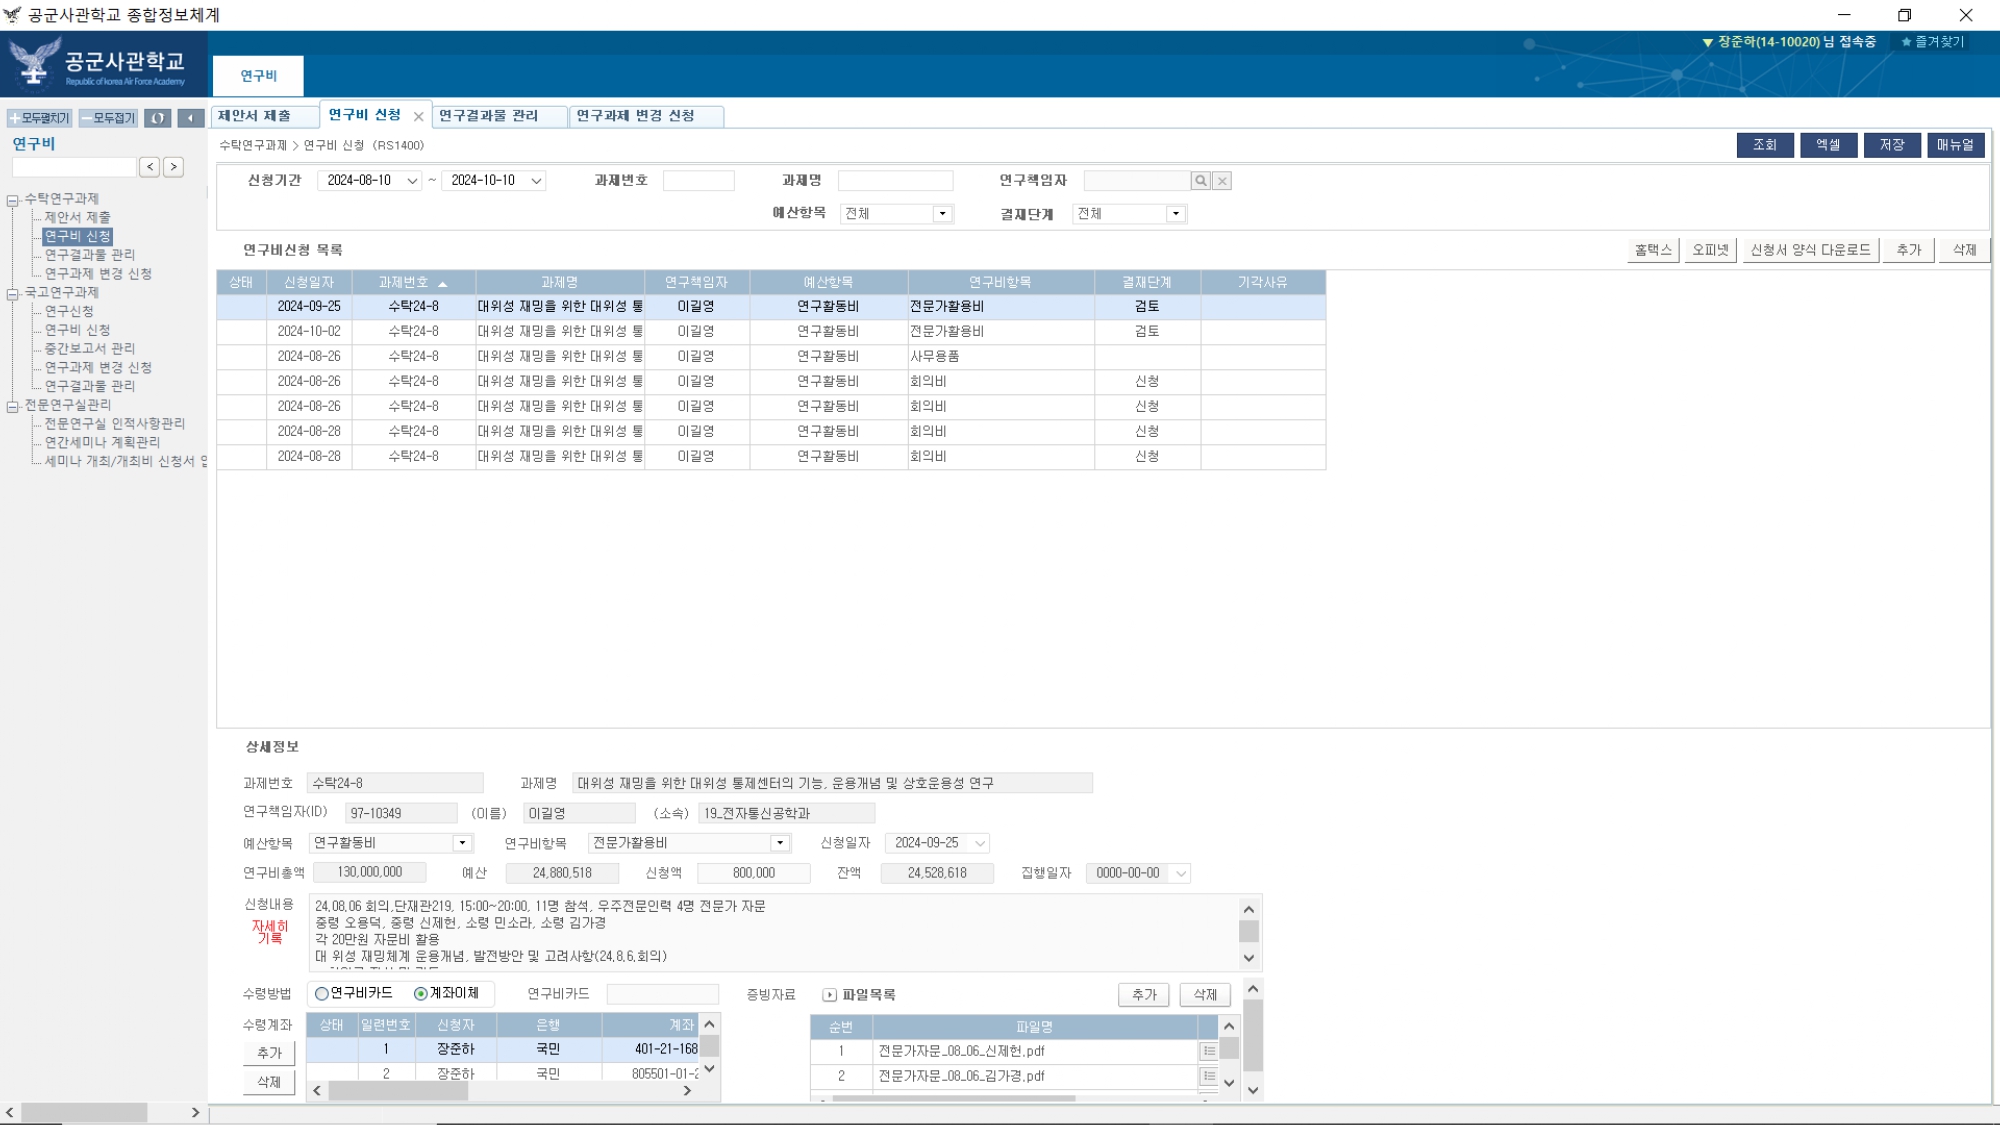 공군사관학교 종합정보체계
공군사관학교
Republic of Korea Air Force Academy
연구비
장준하(14-10020)님 접속중
즐겨찾기
모두펼치기 모두접기
연구비
수탁연구과제
제안서 제출
연구비 신청
연구결과물 관리
연구과제 변경 신청
국고연구과제
연구신청
연구비 신청
중간보고서 관리
연구과제 변경 신청
연구결과물 관리
전문연구실관리
전문연구실 인적사항관리
연간세미나 계획관리
세미나 개최/개최비 신청서
제안서 제출 연구비 신청 연구결과물 관리 연구과제 변경 신청
수탁연구과제 > 연구비 신청 (RS1400)
조회 엑셀 저장 매뉴얼
신청기간 2024-08-10 ~ 2024-10-10 과제번호 과제명 연구책임자
예산항목 전체 결재단계 전체
연구비신청 목록
홈택스 오피넷 신청서 양식 다운로드 추가 삭제
상태 신청일자 과제번호 과제명 연구책임자 예산항목 연구비항목 결재단계 기각사유
2024-09-25 수탁24-8 대위성 재밍을 위한 대위성 통 이길영 연구활동비 전문가활용비 검토
2024-10-02 수탁24-8 대위성 재밍을 위한 대위성 통 이길영 연구활동비 전문가활용비 검토
2024-08-26 수탁24-8 대위성 재밍을 위한 대위성 통 이길영 연구활동비 사무용품
2024-08-26 수탁24-8 대위성 재밍을 위한 대위성 통 이길영 연구활동비 회의비 신청
2024-08-26 수탁24-8 대위성 재밍을 위한 대위성 통 이길영 연구활동비 회의비 신청
2024-08-28 수탁24-8 대위성 재밍을 위한 대위성 통 이길영 연구활동비 회의비 신청
2024-08-28 수탁24-8 대위성 재밍을 위한 대위성 통 이길영 연구활동비 회의비 신청
상세정보
과제번호 수탁24-8 과제명 대위성 재밍을 위한 대위성 통제센터의 기능, 운용개념 및 상호운용성 연구
연구책임자(ID) 97-10349 (이름) 이길영 (소속) 19_전자통신공학과
예산항목 연구활동비 연구비항목 전문가활용비 신청일자 2024-09-25
연구비총액 130,000,000 예산 24,880,518 신청액 800,000 잔액 24,528,618 집행일자 0000-00-00
신청내용
자세히
기록
24.08.06 회의,단재관219, 15:00~20:00, 11명 참석, 우주전문인력 4명 전문가 자문
중령 오용덕, 중령 신제헌, 소령 민소라, 소령 김가경
각 20만원 자문비 활용
대 위성 재밍체계 운용개념, 발전방안 및 고려사항(24.8.6.회의)
수령방법 연구비카드 계좌이체 연구비카드 증빙자료 파일목록 추가 삭제
수령계좌
추가
삭제
상태 일련번호 신청자 은행 계좌
1 장준하 국민 401-21-168
2 장준하 국민 805501-01-
순번 파일명
1 전문가자문_08_06_신제헌.pdf
2 전문가자문_08_06_김가경.pdf